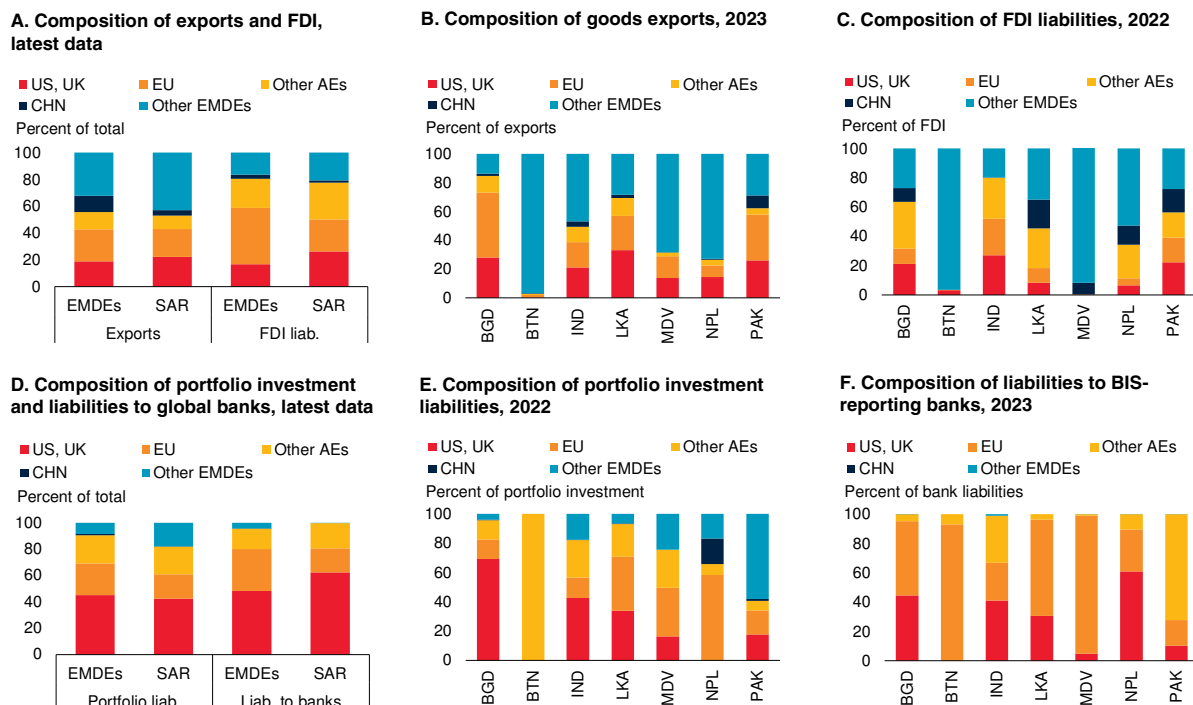 A. Composition of exports and FDI,
latest data
US, UK EU Other AEs
CHN Other EMDEs
Percent of total
100
80
60
40
20
0
EMDEs SAR EMDEs SAR
Exports FDI liab.
B. Composition of goods exports, 2023
US, UK EU Other AEs
CHN Other EMDEs
Percent of exports
100
80
60
40
20
0
BGD BTN IND LKA MDV NPL PAK
C. Composition of FDI liabilities, 2022
US, UK EU Other AEs
CHN Other EMDEs
Percent of FDI
100
80
60
40
20
0
BGD BTN IND LKA MDV NPL PAK
D. Composition of portfolio investment
and liabilities to global banks, latest data
US, UK EU Other AEs
CHN Other EMDEs
Percent of total
100
80
60
40
20
0
EMDEs SAR EMDEs SAR
Portfolio liab. Liab. to banks
E. Composition of portfolio investment
liabilities, 2022
US, UK EU Other AEs
CHN Other EMDEs
Percent of portfolio investment
100
80
60
40
20
0
BGD BTN IND LKA MDV NPL PAK
F. Composition of liabilities to BIS-
reporting banks, 2023
US, UK EU Other AEs
CHN Other EMDEs
Percent of bank liabilities
100
80
60
40
20
0
BGD BTN IND LKA MDV NPL PAK